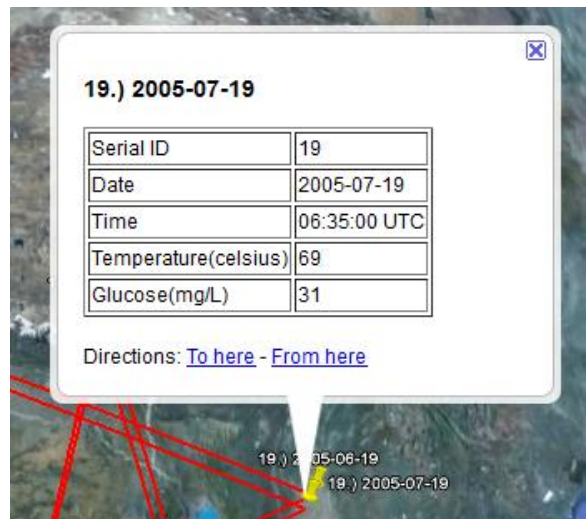 19.) 2005-07-19
Serial ID 19
Date 2005-07-19
Time 06:35:00 UTC
Temperature(celsius) 69
Glucose(mg/L) 31
Directions: To here - From here
19.) 2005-06-19
19.) 2005-07-19